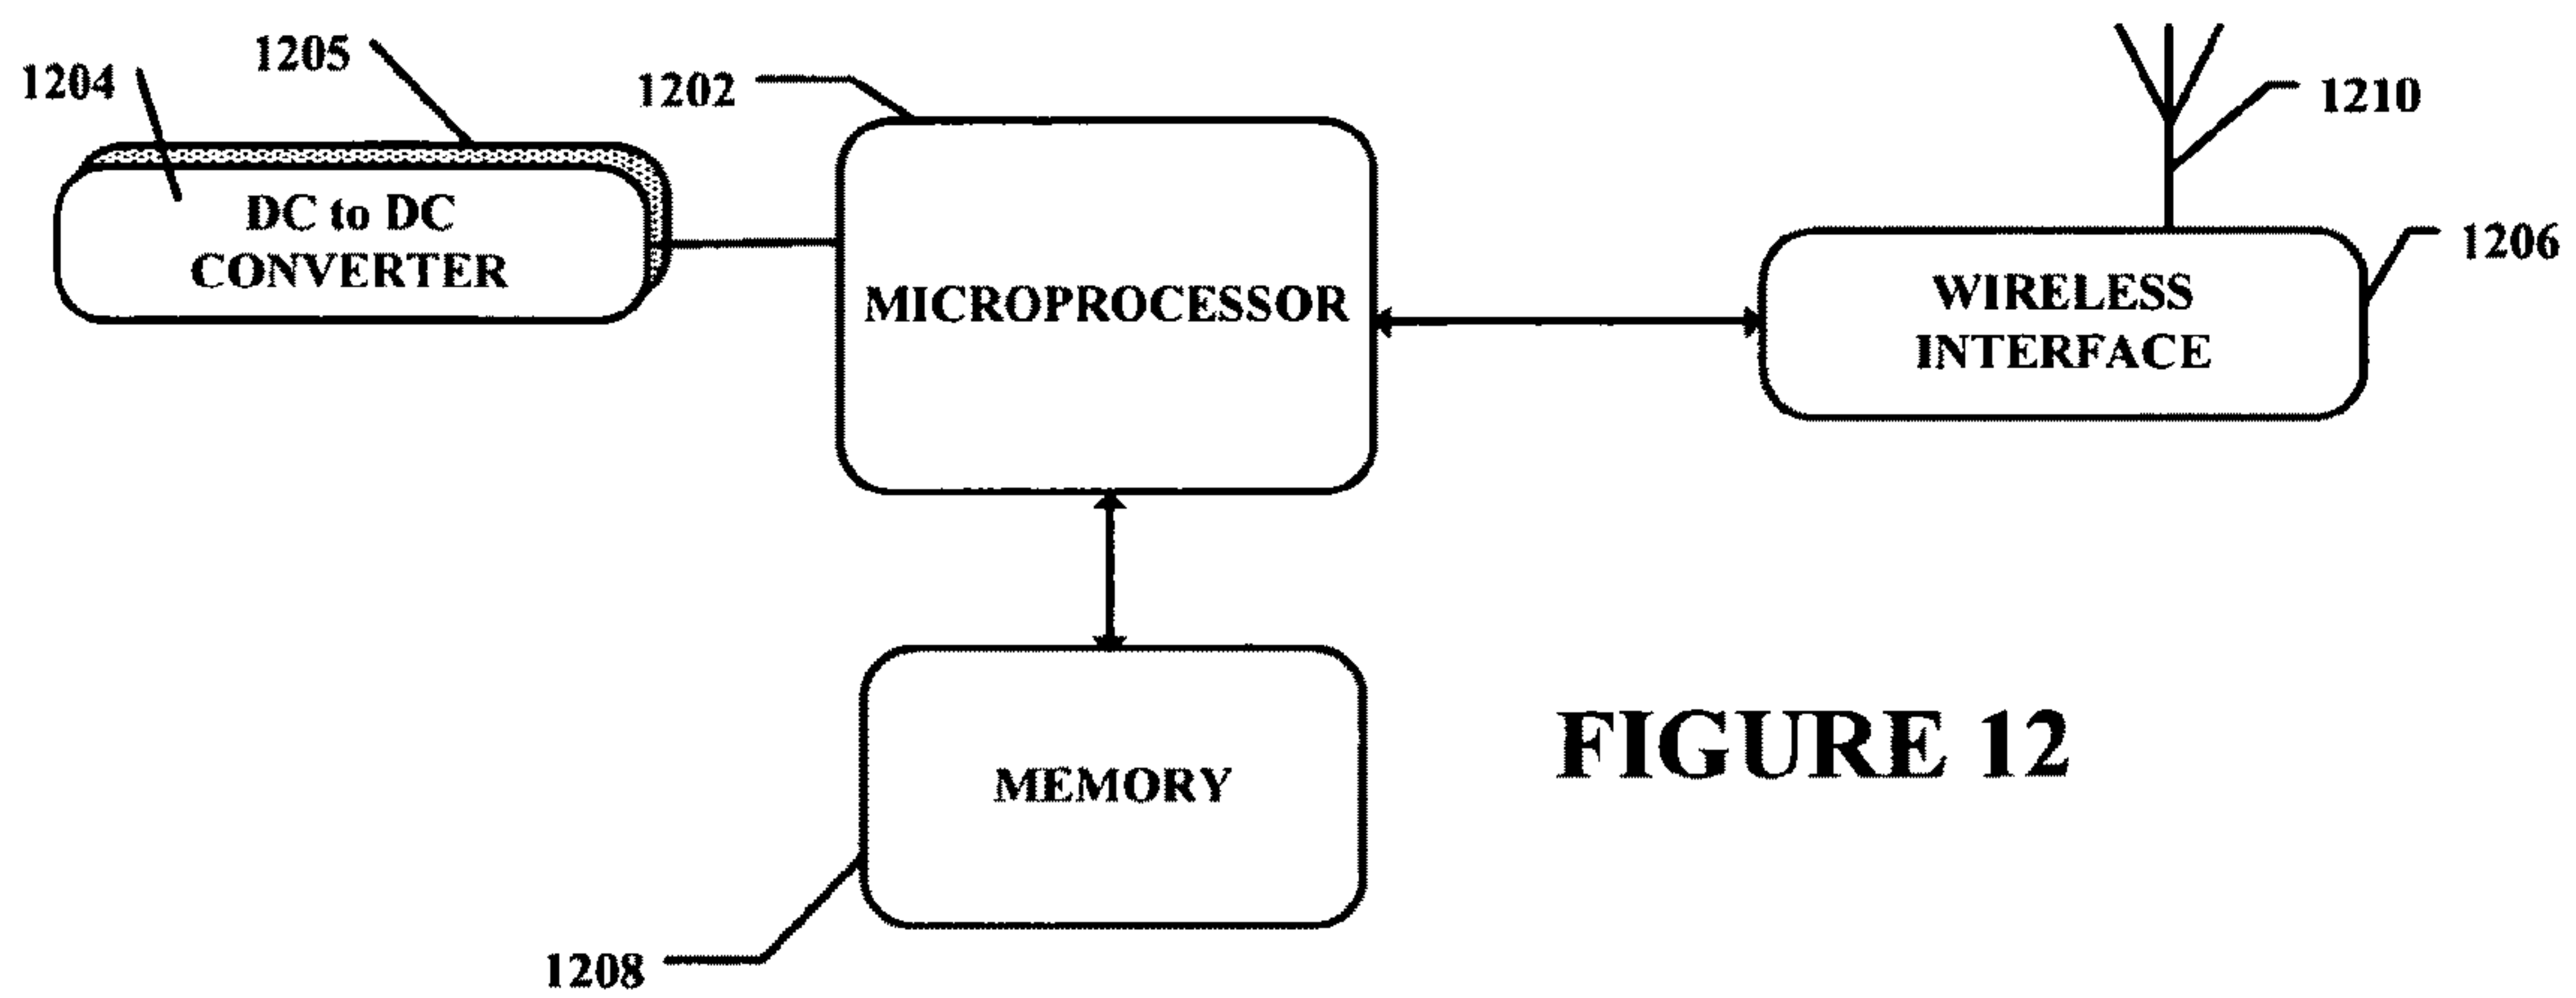 1205
1204
1202
1210
DC to DC
CONVERTER
MICROPROCESSOR
1206
WIRELESS
INTERFACE
MEMORY
FIGURE 12
1208